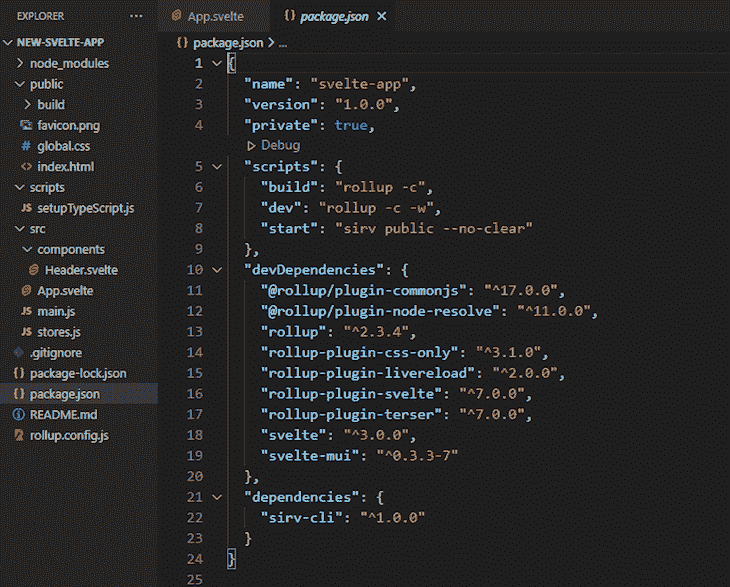 EXPLORER ...
NEW-SVELTE-APP
node_modules
public
build
favicon.png
# global.css
<> index.html
scripts
JS setupTypeScript.js
src
components
Header.svelte
App.svelte
JS main.js
JS stores.js
.gitignore
{} package-lock.json
{} package.json
README.md
rollup.config.js
App.svelte {} package.json ×
{} package.json > ...
1 {
2 "name": "svelte-app",
3 "version": "1.0.0",
4 "private": true,
Debug
5 "scripts": {
6 "build": "rollup -c",
7 "dev": "rollup -c -w",
8 "start": "sirv public --no-clear"
9 },
10 "devDependencies": {
11 "@rollup/plugin-commonjs": "^17.0.0",
12 "@rollup/plugin-node-resolve": "^11.0.0",
13 "rollup": "^2.3.4",
14 "rollup-plugin-css-only": "^3.1.0",
15 "rollup-plugin-livereload": "^2.0.0",
16 "rollup-plugin-svelte": "^7.0.0",
17 "rollup-plugin-terser": "^7.0.0",
18 "svelte": "^3.0.0",
19 "svelte-mui": "^0.3.3-7"
20 },
21 "dependencies": {
22 "sirv-cli": "^1.0.0"
23 }
24 }
25